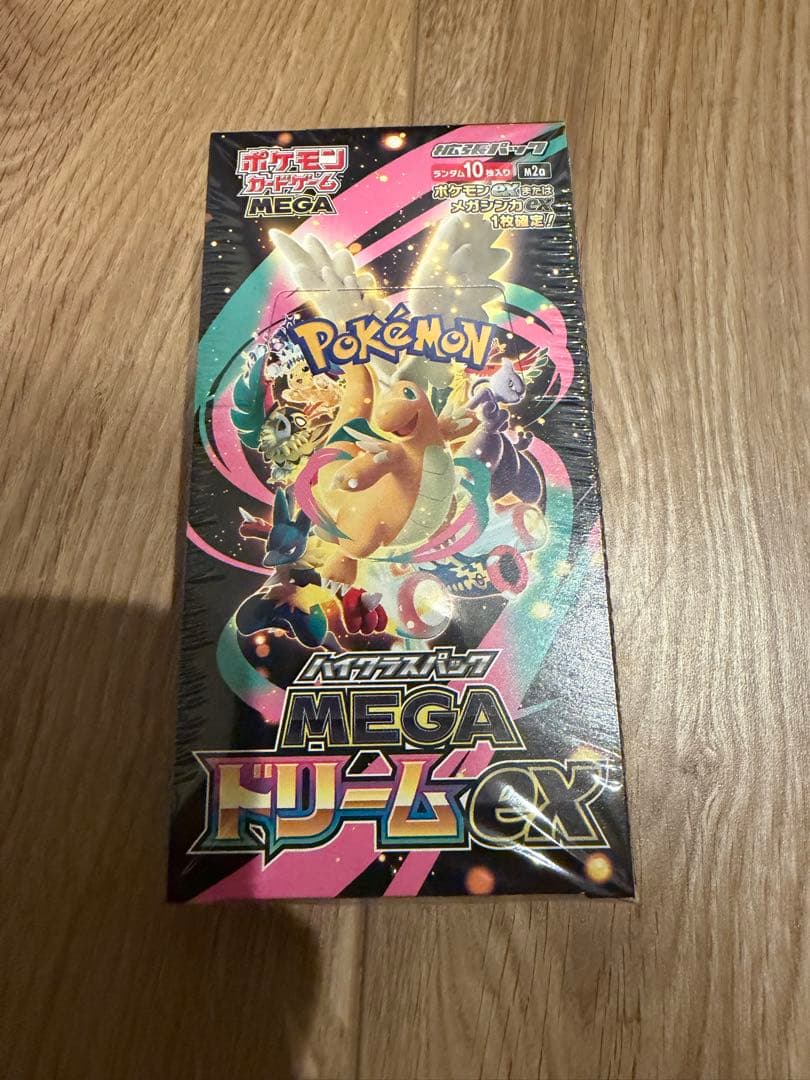 ポケモン
カードゲーム
MEGA
拡張パック
ランダム10枚入り M2a
ポケモンexまたは
メガシンカex
1枚確定!!
POKéMON
ハイクラスパック
MEGA
ドリームex